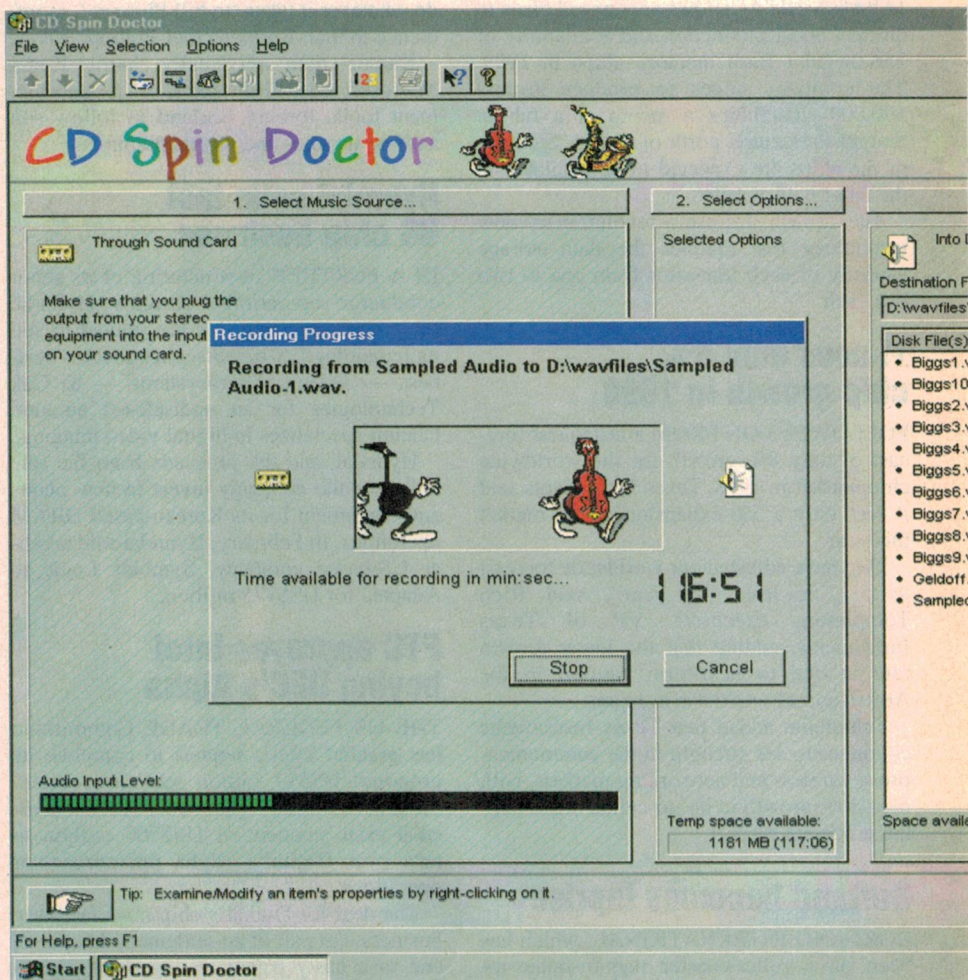 CD Spin Doctor
File View Selection Options Help
123
CD Spin Doctor
1. Select Music Source...
2. Select Options...
Through Sound Card
Selected Options
Into
Make sure that you plug the
output from your stereo
equipment into the input
on your sound card.
Destination F
D:\wavfiles
Disk File(s)
Biggs1.
Biggs10
Biggs2.
Biggs3.
Biggs4.
Biggs5.
Biggs6.
Biggs7.
Biggs8.
Biggs9.
Geldoff.
Sampled
Recording Progress
Recording from Sampled Audio to D:\wavfiles\Sampled
Audio-1.wav.
Time available for recording in min:sec...
116:51
Stop
Cancel
Audio Input Level:
Temp space available:
1181 MB (117:06)
Space availa
Tip: Examine/Modify an item's properties by right-clicking on it.
For Help, press F1
Start
CD Spin Doctor